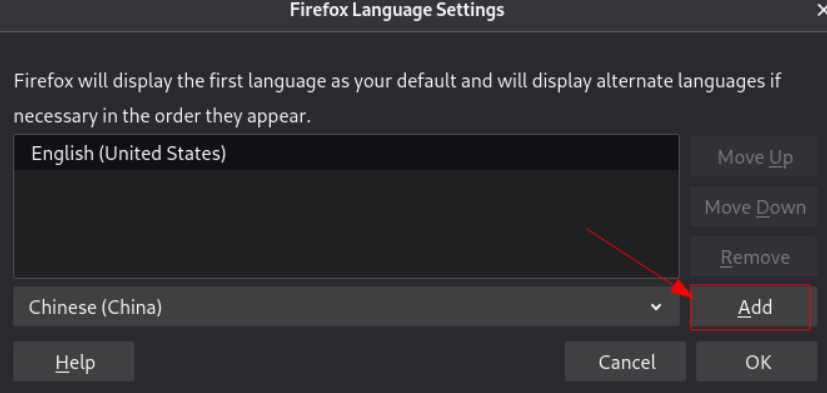 Firefox Language Settings
Firefox will display the first language as your default and will display alternate languages if
necessary in the order they appear.
English (United States)
Move Up
Move Down
Remove
Chinese (China)
Add
Help
Cancel
OK